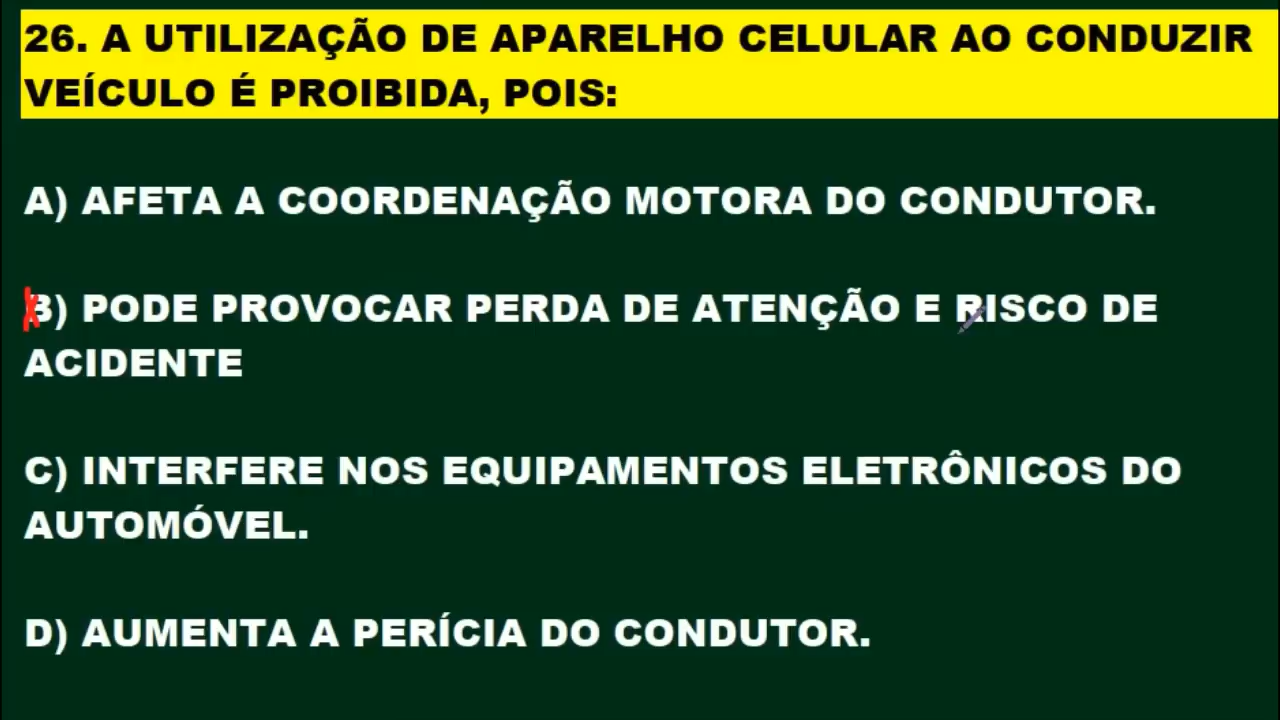 26. A UTILIZAÇÃO DE APARELHO CELULAR AO CONDUZIR
VEÍCULO É PROIBIDA, POIS:
A) AFETA A COORDENAÇÃO MOTORA DO CONDUTOR.
B) PODE PROVOCAR PERDA DE ATENÇÃO E RISCO DE
ACIDENTE
C) INTERFERE NOS EQUIPAMENTOS ELETRÔNICOS DO
AUTOMÓVEL.
D) AUMENTA A PERÍCIA DO CONDUTOR.